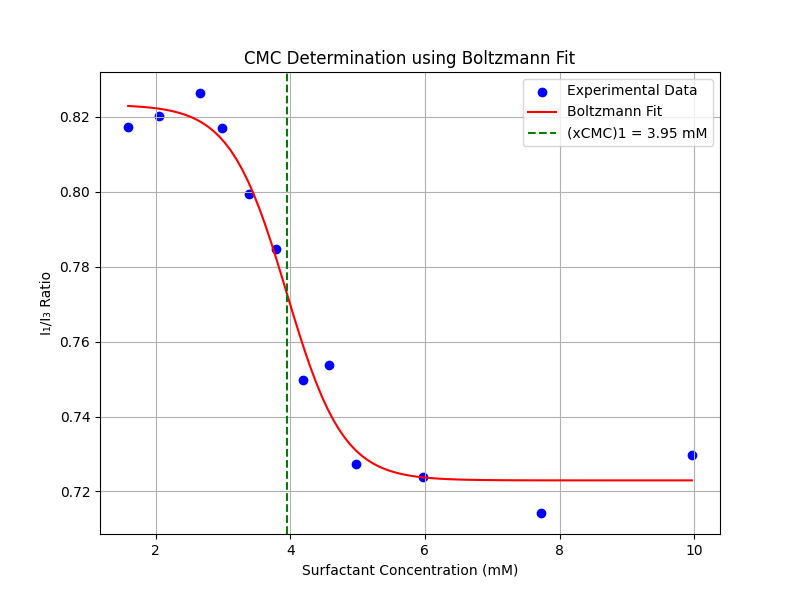 CMC Determination using Boltzmann Fit
Experimental Data
Boltzmann Fit
(xCMC)1 = 3.95 mM
I₁/I₃ Ratio
0.82
0.80
0.78
0.76
0.74
0.72
2 4 6 8 10
Surfactant Concentration (mM)